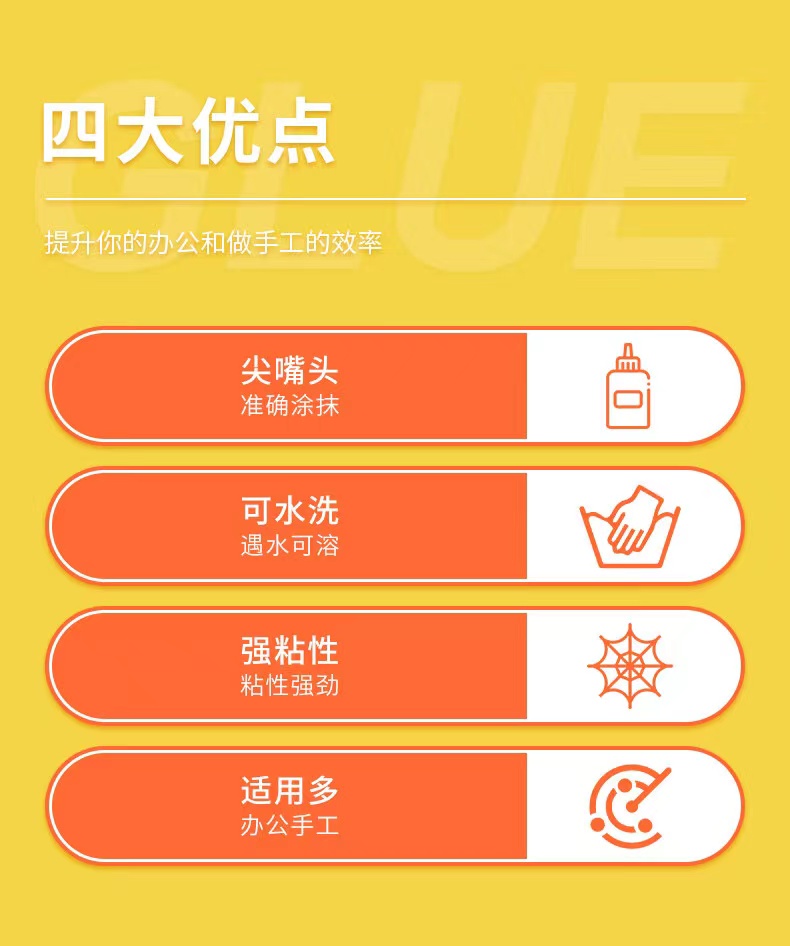 GLUE
四大优点
提升你的办公和做手工的效率
尖嘴头
准确涂抹
可水洗
遇水可溶
强粘性
粘性强劲
适用多
办公手工